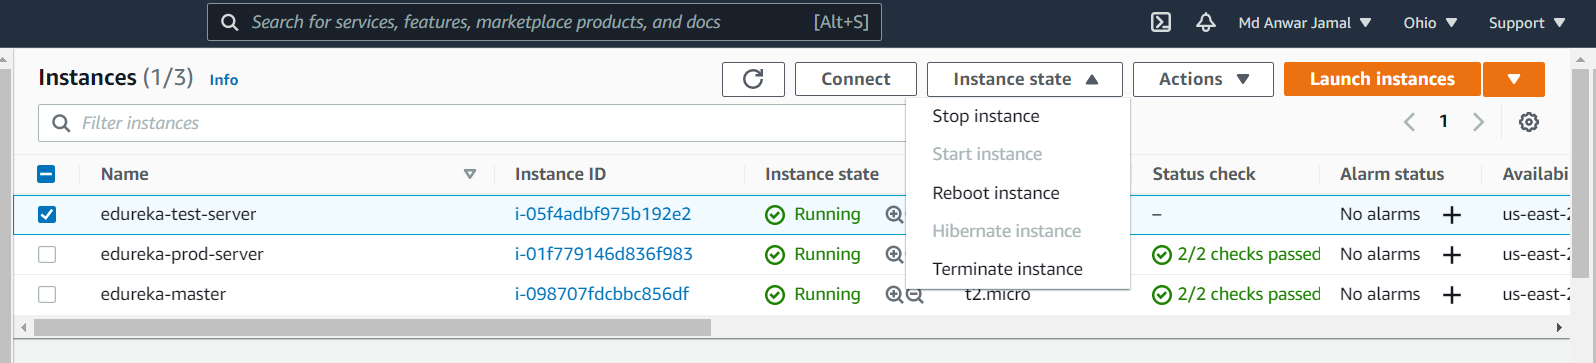 Search for services, features, marketplace products, and docs [Alt+S] Md Anwar Jamal Ohio Support
Instances (1/3) Info Connect Instance state Actions Launch instances
Filter instances 1
Stop instance
Start instance
Reboot instance
Hibernate instance
Terminate instance
Name Instance ID Instance state Status check Alarm status Availabi
edureka-test-server i-05f4adbf975b192e2 Running – No alarms + us-east-2
edureka-prod-server i-01f779146d836f983 Running 2/2 checks passed No alarms + us-east-2
edureka-master i-098707fdcbbc856df Running t2.micro 2/2 checks passed No alarms + us-east-2